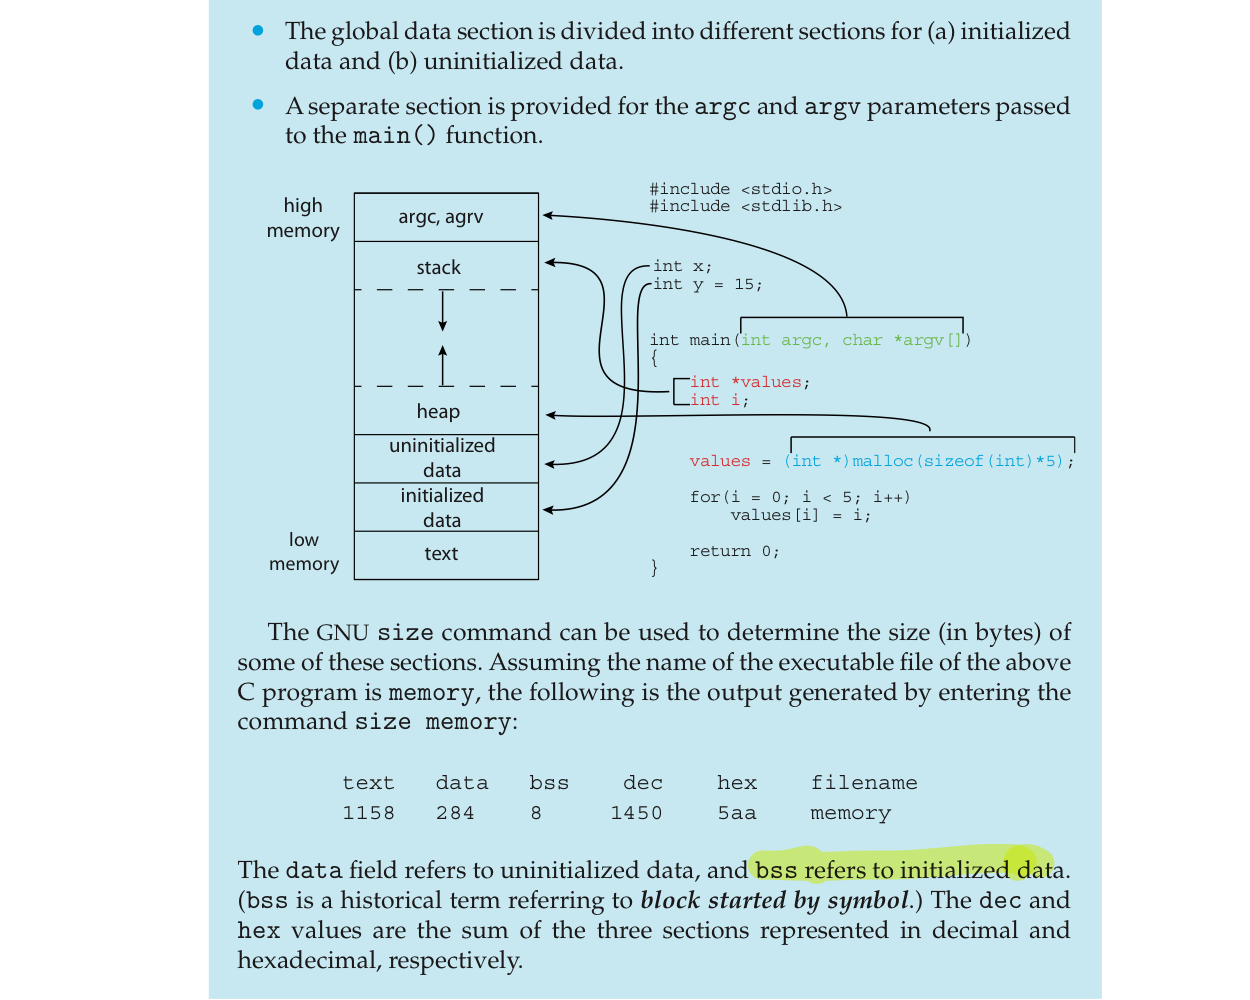 • The global data section is divided into different sections for (a) initialized
data and (b) uninitialized data.
• A separate section is provided for the argc and argv parameters passed
to the main() function.
high
memory
argc, agrv
stack
heap
uninitialized
data
initialized
data
low
memory
text
#include <stdio.h>
#include <stdlib.h>
int x;
int y = 15;
int main(int argc, char *argv[])
{
int *values;
int i;
values = (int *)malloc(sizeof(int)*5);
for(i = 0; i < 5; i++)
values[i] = i;
return 0;
}
The GNU size command can be used to determine the size (in bytes) of
some of these sections. Assuming the name of the executable file of the above
C program is memory, the following is the output generated by entering the
command size memory:
text data bss dec hex filename
1158 284 8 1450 5aa memory
The data field refers to uninitialized data, and bss refers to initialized data.
(bss is a historical term referring to block started by symbol.) The dec and
hex values are the sum of the three sections represented in decimal and
hexadecimal, respectively.